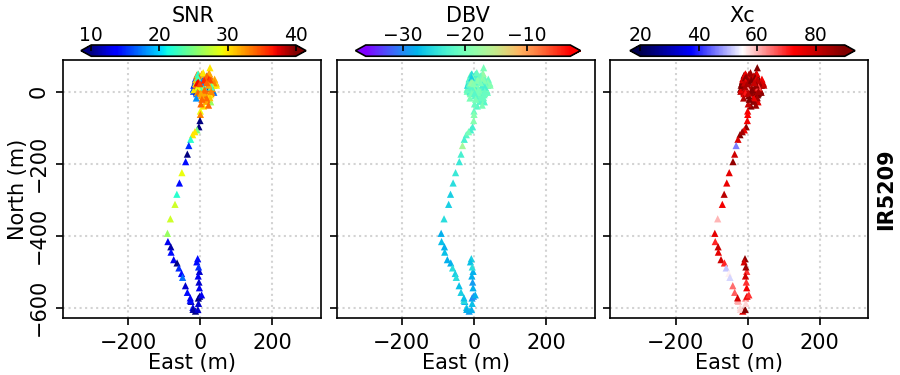 SNR DBV Xc
10 20 30 40 −30 −20 −10 20 40 60 80
North (m)
0
−200
−400
−600
IR5209
−200 0 200 −200 0 200 −200 0 200
East (m) East (m) East (m)